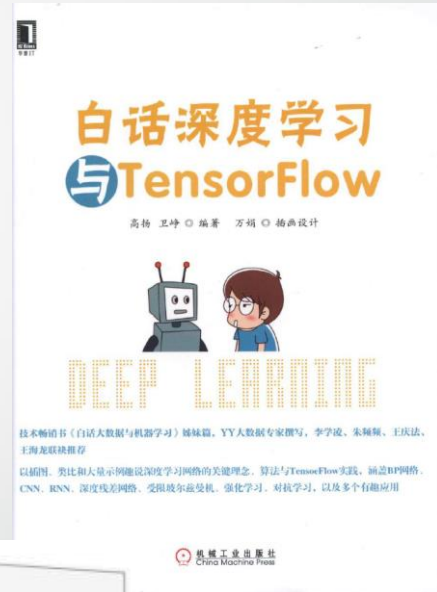 华章IT
白话深度学习
与TensorFlow
高扬 卫峥 ◎ 编著 万娟 ◎ 插画设计
DEEP LEARNING
技术畅销书《白话大数据与机器学习》姊妹篇，YY大数据专家撰写，李学凌、朱频频、王庆法、
王海龙联袂推荐
以插图、类比和大量示例趣说深度学习网络的关键理念、算法与TensorFlow实践，涵盖BP网络、
CNN、RNN、深度残差网络、受限玻尔兹曼机、强化学习、对抗学习，以及多个有趣应用
机械工业出版社
China Machine Press